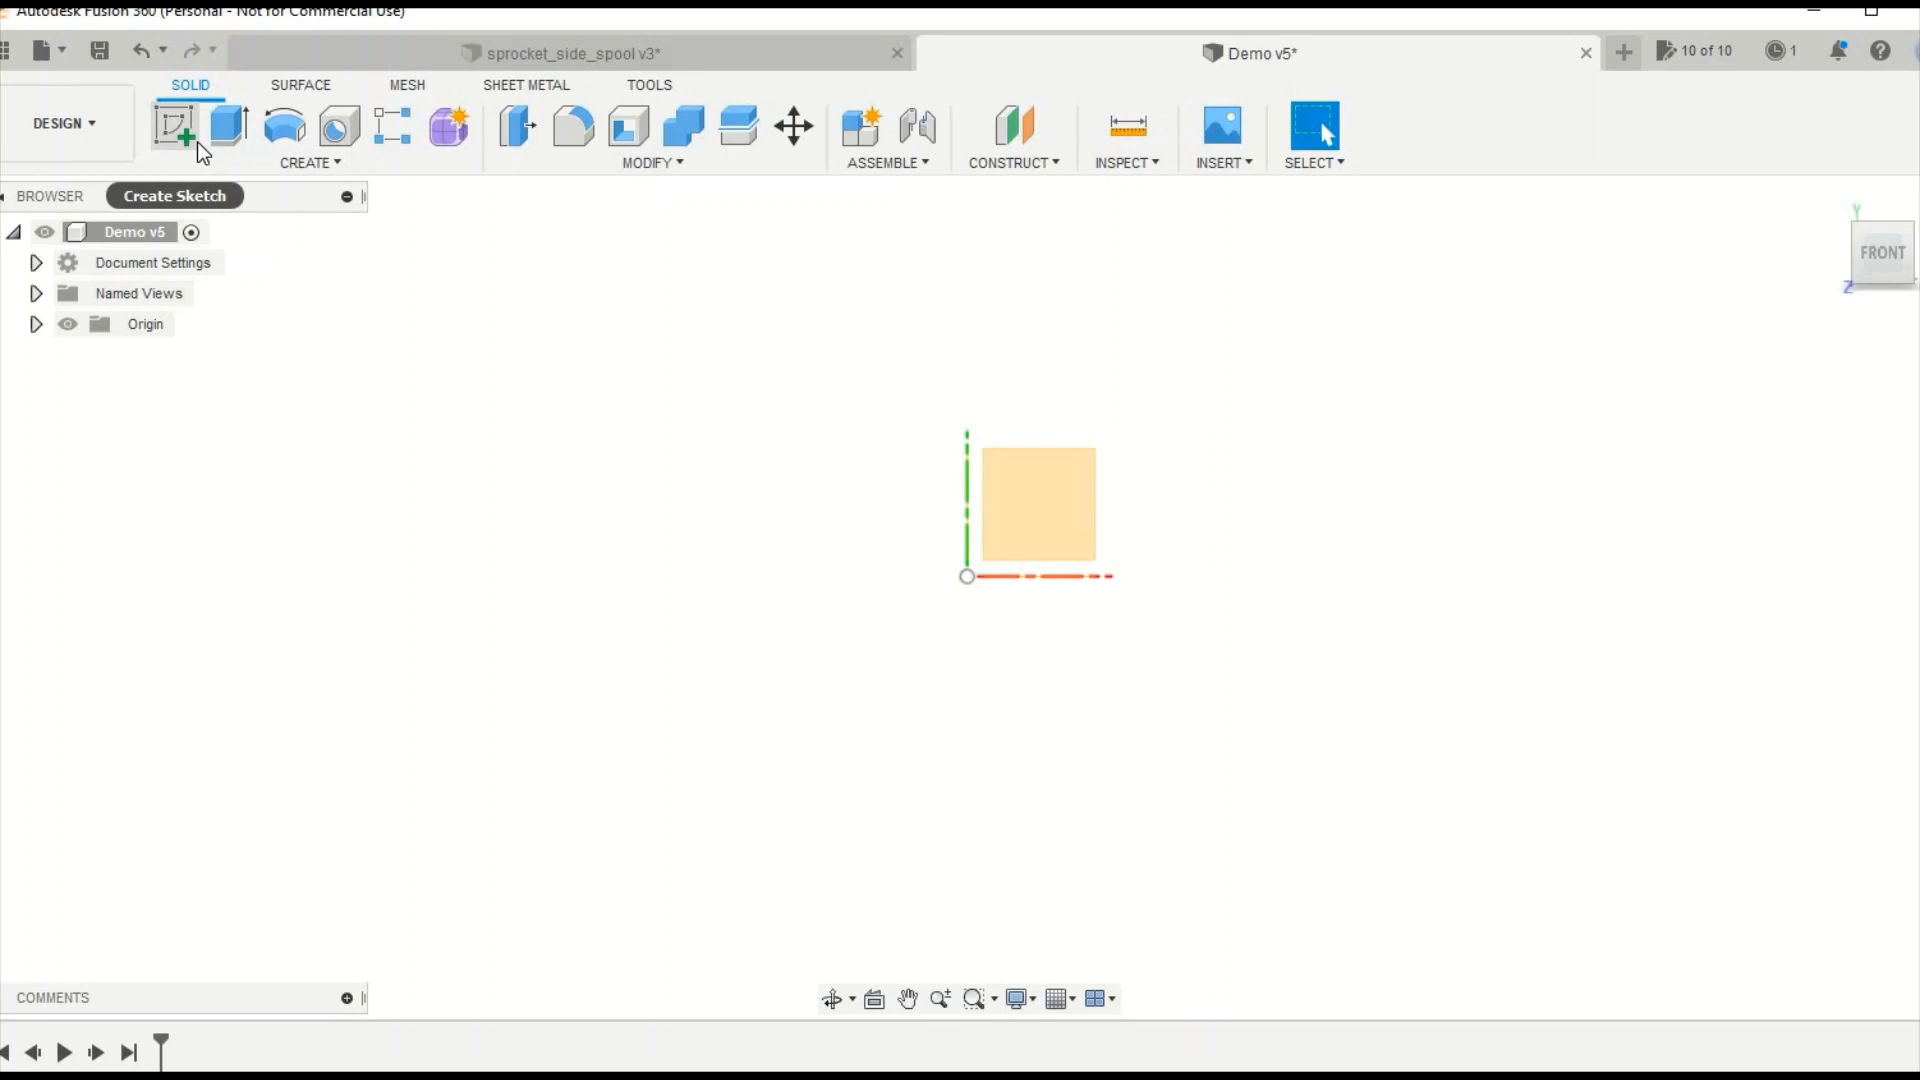 Autodesk Fusion 360 (Personal - Not for Commercial Use)
sprocket_side_spool v3*
Demo v5*
10 of 10
1
SOLID
SURFACE
MESH
SHEET METAL
TOOLS
DESIGN
CREATE
MODIFY
ASSEMBLE
CONSTRUCT
INSPECT
INSERT
SELECT
BROWSER
Create Sketch
Demo v5
Document Settings
Named Views
Origin
Y
FRONT
Z
COMMENTS